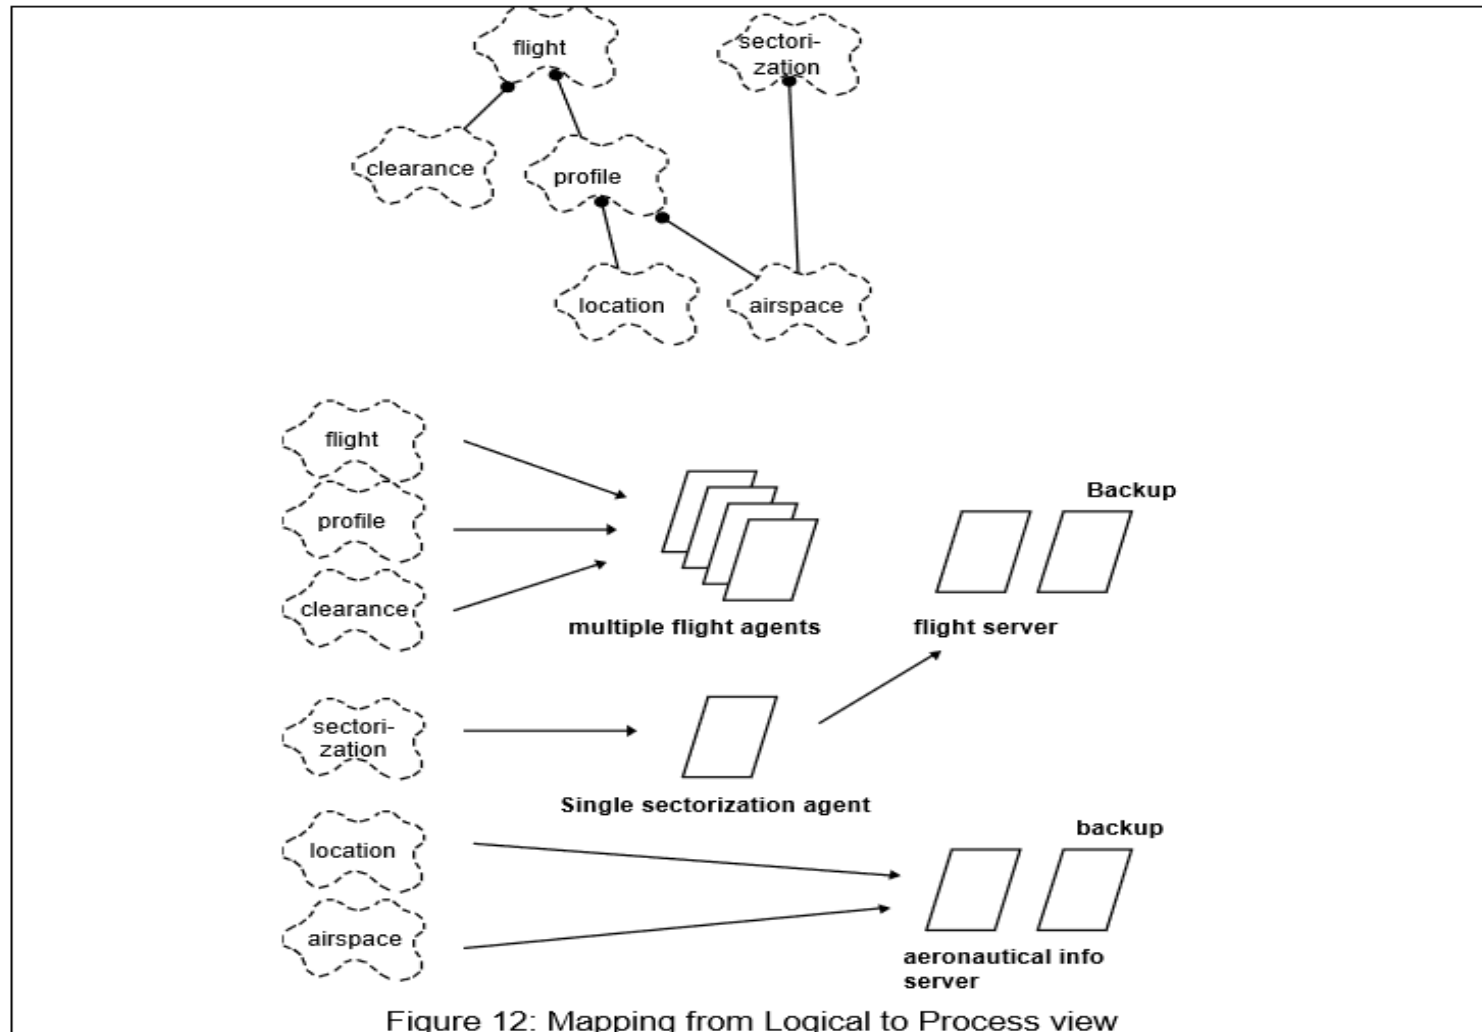 flight
sectori-
zation
clearance
profile
location
airspace
flight
profile
clearance
Backup
multiple flight agents
flight server
sectori-
zation
Single sectorization agent
location
backup
airspace
aeronautical info
server
Figure 12: Mapping from Logical to Process view